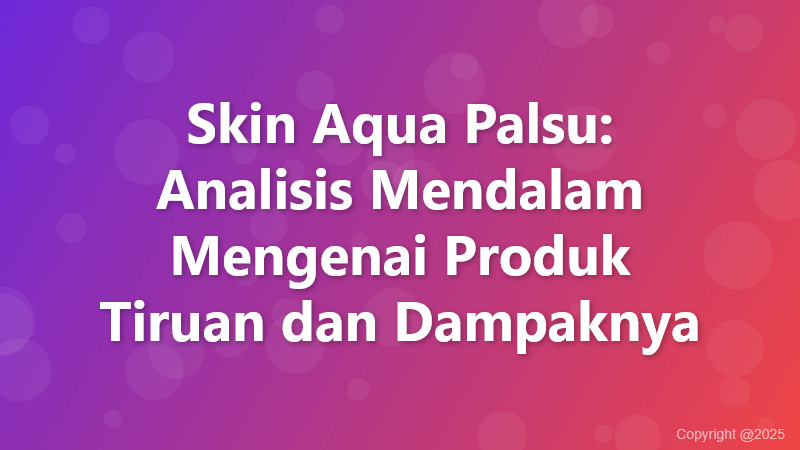 Skin Aqua Palsu:
Analisis Mendalam
Mengenai Produk
Tiruan dan Dampaknya
Copyright @2025